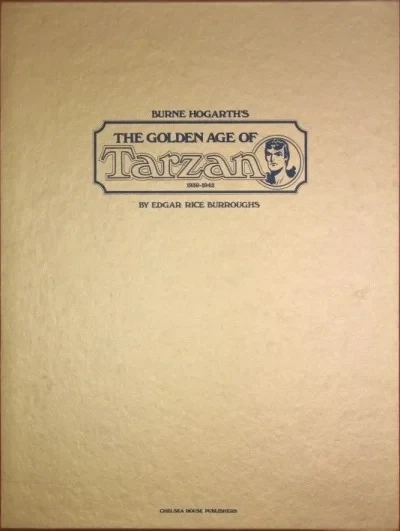 BURNE HOGARTH'S
THE GOLDEN AGE OF
Tarzan
1939-1942
BY EDGAR RICE BURROUGHS
CHELSEA HOUSE PUBLISHERS